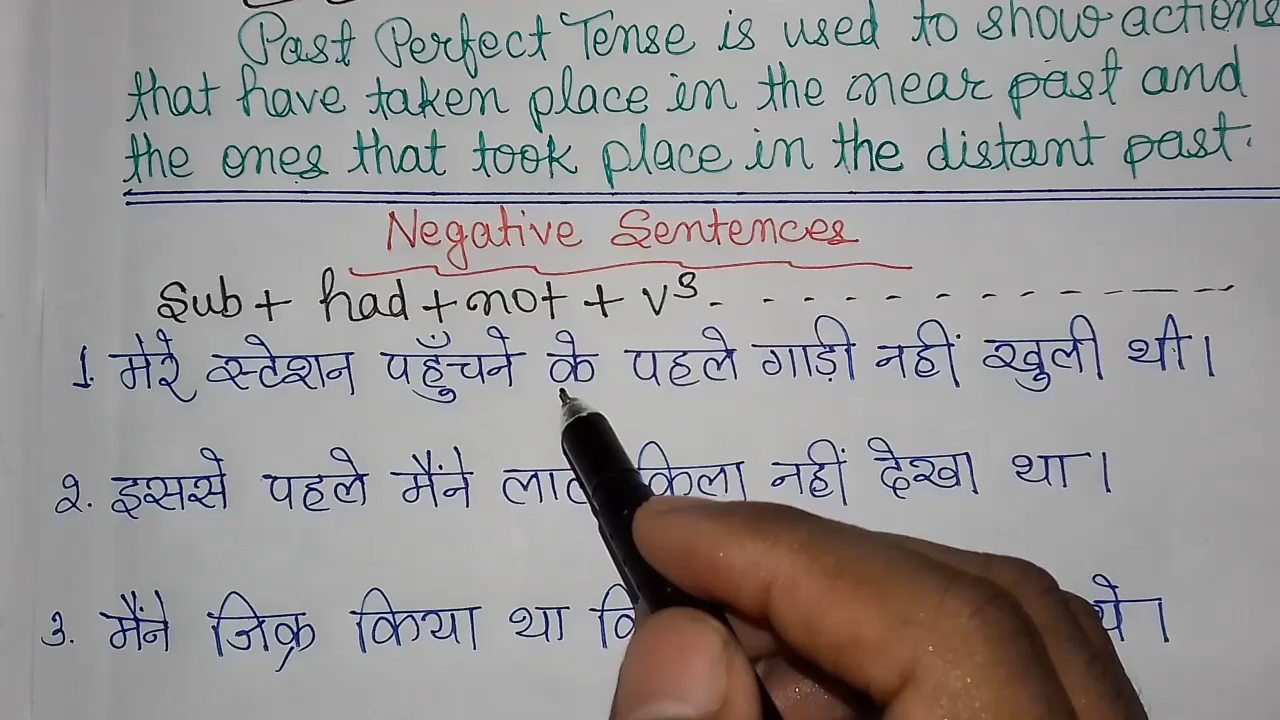 Past Perfect Tense is used to show actions
that have taken place in the near past and
the ones that took place in the distant past.
Negative Sentences
Sub + had + not + v3. - - - - - - - - - - -
1. मेरे स्टेशन पहुँचने के पहले गाड़ी नहीं खुली थी।
२. इससे पहले मैंने लाल किला नहीं देखा था।
३. मैंने जिक्र किया था